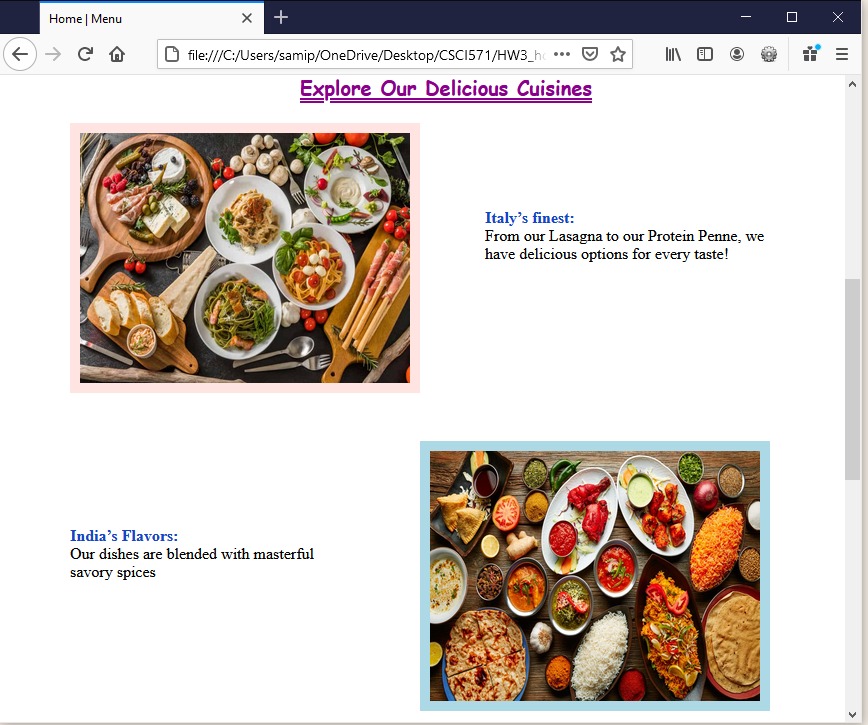 Home | Menu
file:///C:/Users/samip/OneDrive/Desktop/CSCI571/HW3_h
Explore Our Delicious Cuisines
Italy’s finest:
From our Lasagna to our Protein Penne, we
have delicious options for every taste!
India’s Flavors:
Our dishes are blended with masterful
savory spices